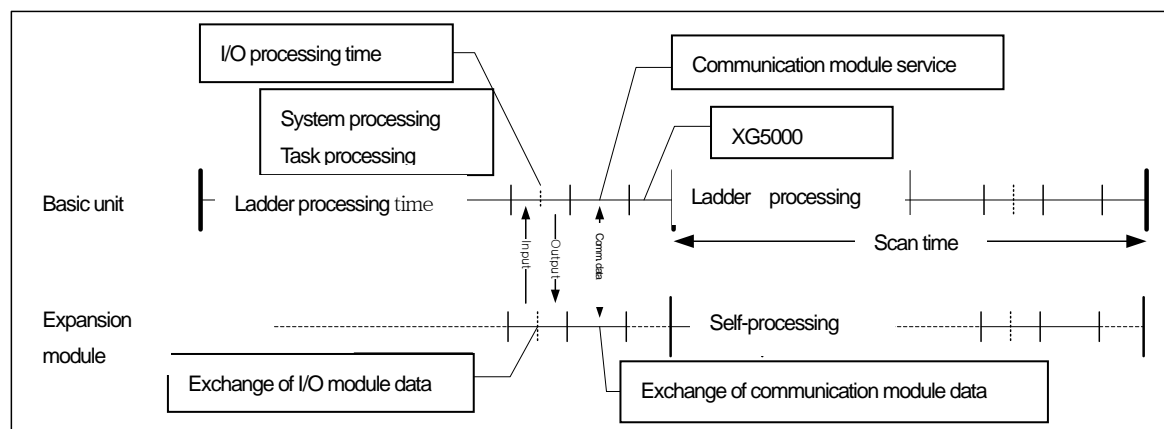 I/O processing time
Communication module service
System processing
Task processing
XG5000
Basic unit
Ladder processing time
Ladder processing
Scan time
Input
Output
Comm. data
Expansion
module
Self-processing
Exchange of I/O module data
Exchange of communication module data